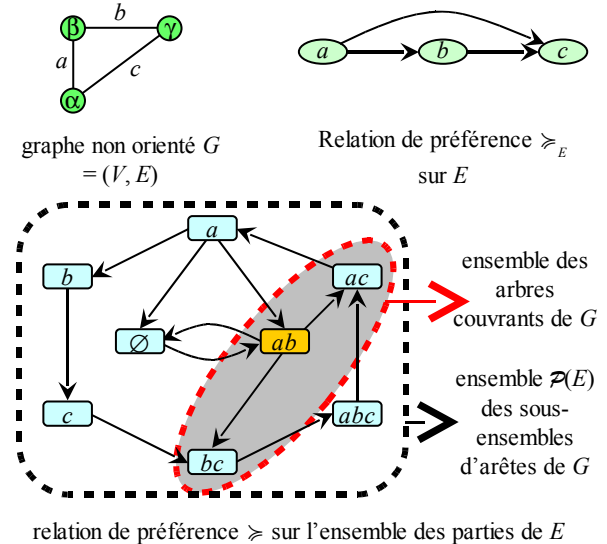 β b γ
a c
α
a b c
graphe non orienté G
= (V, E)
Relation de préférence ≽E
sur E
a
b ac
∅ ab
c abc
bc
ensemble des
arbres
couvrants de G
ensemble 𝒫(E)
des sous-
ensembles
d'arêtes de G
relation de préférence ≽ sur l'ensemble des parties de E